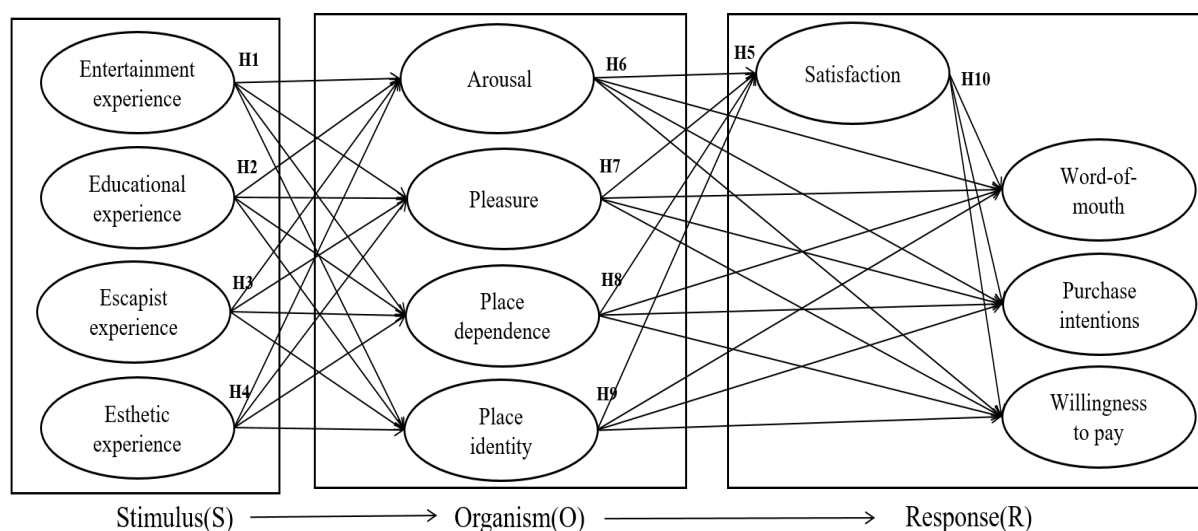 H1
H2
H3
H4
H5
H6
H7
H8
H9
H10
Entertainment
experience
Educational
experience
Escapist
experience
Esthetic
experience
Arousal
Pleasure
Place
dependence
Place
identity
Satisfaction
Word-of-
mouth
Purchase
intentions
Willingness
to pay
Stimulus(S)
Organism(O)
Response(R)